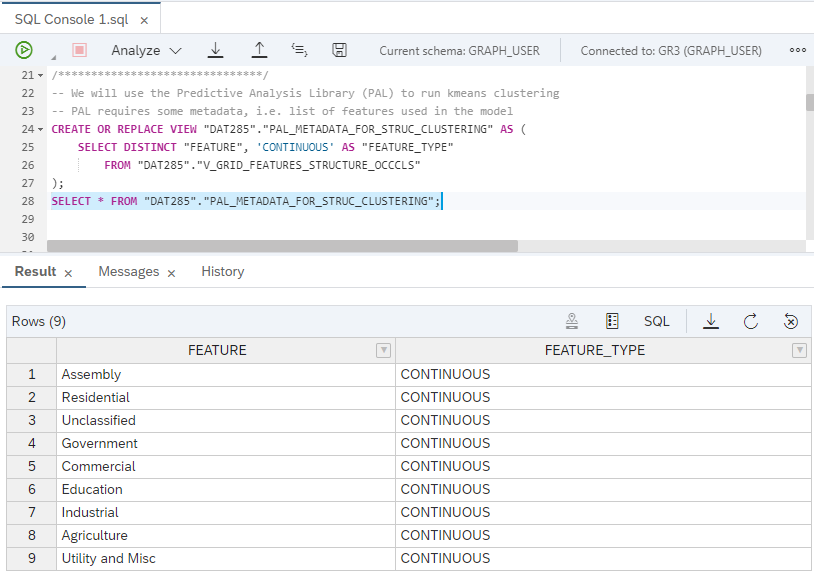 SQL Console 1.sql ×
Analyze Current schema: GRAPH_USER Connected to: GR3 (GRAPH_USER)
21 /*******************************/
22 -- We will use the Predictive Analysis Library (PAL) to run kmeans clustering
23 -- PAL requires some metadata, i.e. list of features used in the model
24 CREATE OR REPLACE VIEW "DAT285"."PAL_METADATA_FOR_STRUC_CLUSTERING" AS (
25 SELECT DISTINCT "FEATURE", 'CONTINUOUS' AS "FEATURE_TYPE"
26 FROM "DAT285"."V_GRID_FEATURES_STRUCTURE_OCCCLS"
27 );
28 SELECT * FROM "DAT285"."PAL_METADATA_FOR_STRUC_CLUSTERING";
29
30
Result × Messages × History
Rows (9) SQL
FEATURE FEATURE_TYPE
1 Assembly CONTINUOUS
2 Residential CONTINUOUS
3 Unclassified CONTINUOUS
4 Government CONTINUOUS
5 Commercial CONTINUOUS
6 Education CONTINUOUS
7 Industrial CONTINUOUS
8 Agriculture CONTINUOUS
9 Utility and Misc CONTINUOUS